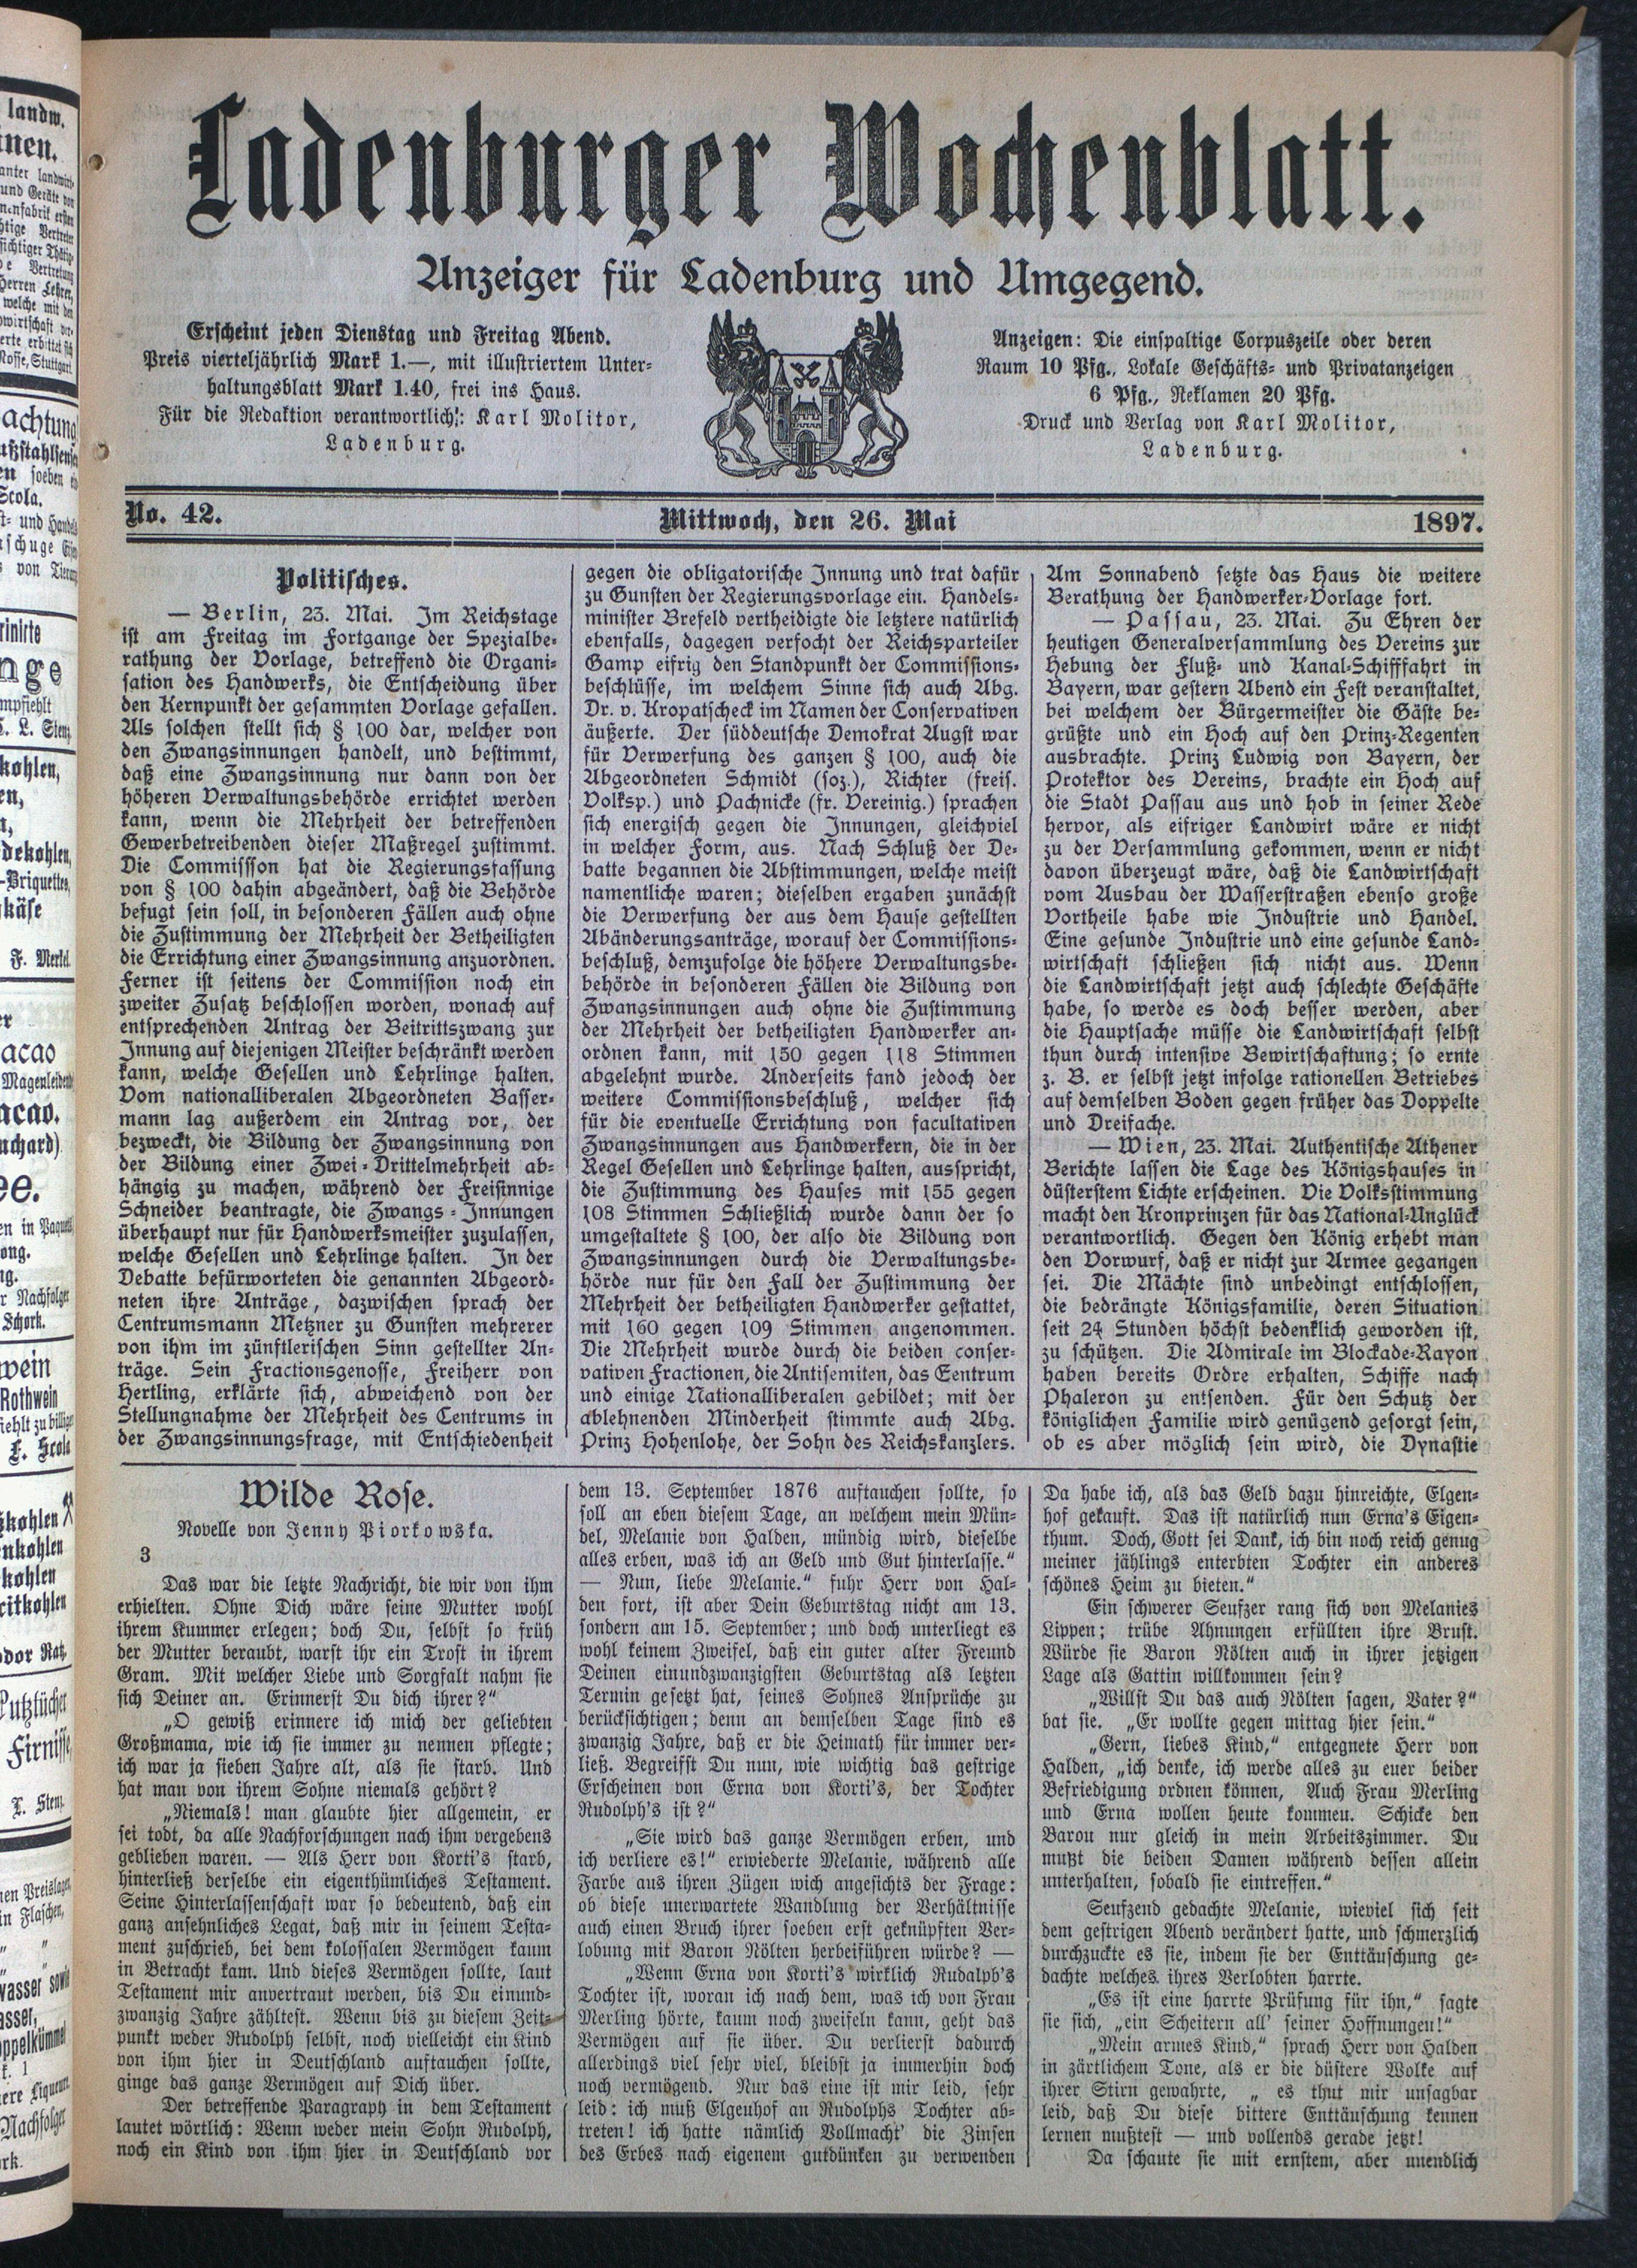 Ladenburger Wochenblatt.
Anzeiger für Ladenburg und Umgegend.
Erscheint jeden Dienstag und Freitag Abend.
Preis vierteljährlich Mark 1.—, mit illustriertem Unter-
haltungsblatt Mark 1.40, frei ins Haus.
Für die Redaktion verantwortlich: Karl Molitor,
Ladenburg.
Anzeigen: Die einspaltige Corpuszeile oder deren
Raum 10 Pfg., Lokale Geschäfts- und Privatanzeigen
6 Pfg., Reklamen 20 Pfg.
Druck und Verlag von Karl Molitor,
Ladenburg.
No. 42.
Mittwoch, den 26. Mai
1897.
Politisches.
— Berlin, 23. Mai. Im Reichstage
ist am Freitag im Fortgange der Spezialbe-
rathung der Vorlage, betreffend die Organi-
sation des Handwerks, die Entscheidung über
den Kernpunkt der gesammten Vorlage gefallen.
Als solchen stellt sich § 100 dar, welcher von
den Zwangsinnungen handelt, und bestimmt,
daß eine Zwangsinnung nur dann von der
höheren Verwaltungsbehörde errichtet werden
kann, wenn die Mehrheit der betreffenden
Gewerbetreibenden dieser Maßregel zustimmt.
Die Commissson hat die Regierungsfassung
von § 100 dahin abgeändert, daß die Behörde
befugt sein soll, in besonderen Fällen auch ohne
die Zustimmung der Mehrheit der Betheiligten
die Errichtung einer Zwangsinnung anzuordnen.
Ferner ist seitens der Commission noch ein
zweiter Zusatz beschlossen worden, wonach auf
entsprechenden Antrag der Beitrittszwang zur
Innung auf diejenigen Meister beschränkt werden
kann, welche Gesellen und Lehrlinge halten.
Vom nationalliberalen Abgeordneten Basser-
mann lag außerdem ein Antrag vor, der
bezweckt, die Bildung der Zwangsinnung von
der Bildung einer Zwei-Drittelmehrheit ab-
hängig zu machen, während der Freisinnige
Schneider beantragte, die Zwangs-Innungen
überhaupt nur für Handwerksmeister zuzulassen,
welche Gesellen und Lehrlinge halten. In der
Debatte befürworteten die genannten Abgeord-
neten ihre Anträge, dazwischen sprach der
Centrumsmann Metzner zu Gunsten mehrerer
von ihm im zünftlerischen Sinn gestellter An-
träge. Sein Fractionsgenosse, Freiherr von
Hertling, erklärte sich, abweichend von der
Stellungnahme der Mehrheit des Centrums in
der Zwangsinnungsfrage, mit Entschiedenheit
gegen die obligatorische Innung und trat dafür
zu Gunsten der Regierungsvorlage ein. Handels-
minister Brefeld vertheidigte die letztere natürlich
ebenfalls, dagegen verfocht der Reichsparteiler
Gamp eifrig den Standpunkt der Commissions-
beschlüsse, im welchem Sinne sich auch Abg.
Dr. v. Kropatscheck im Namen der Conservativen
äußerte. Der süddeutsche Demokrat Augst war
für Verwerfung des ganzen § 100, auch die
Abgeordneten Schmidt (soz.), Richter (freis.
Volksp.) und Pachnicke (fr. Vereinig.) sprachen
sich energisch gegen die Innungen, gleichviel
in welcher Form, aus. Nach Schluß der De-
batte begannen die Abstimmungen, welche meist
namentliche waren; dieselben ergaben zunächst
die Verwerfung der aus dem Hause gestellten
Abänderungsanträge, worauf der Commissions-
beschluß, demzufolge die höhere Verwaltungsbe-
behörde in besonderen Fällen die Bildung von
Zwangsinnungen auch ohne die Zustimmung
der Mehrheit der betheiligten Handwerker an-
ordnen kann, mit 150 gegen 118 Stimmen
abgelehnt wurde. Anderseits fand jedoch der
weitere Commissionsbeschluß, welcher sich
für die eventuelle Errichtung von facultativen
Zwangsinnungen aus Handwerkern, die in der
Regel Gesellen und Lehrlinge halten, ausspricht,
die Zustimmung des Hauses mit 155 gegen
108 Stimmen Schließlich wurde dann der so
umgestaltete § 100, der also die Bildung von
Zwangsinnungen durch die Verwaltungsbe-
hörde nur für den Fall der Zustimmung der
Mehrheit der betheiligten Handwerker gestattet,
mit 160 gegen 109 Stimmen angenommen.
Die Mehrheit wurde durch die beiden conser-
vativen Fractionen, die Antisemiten, das Eentrum
und einige Nationalliberalen gebildet; mit der
ablehnenden Minderheit stimmte auch Abg.
Prinz Hohenlohe, der Sohn des Reichskanzlers.
Am Sonnabend setzte das Haus die weitere
Berathung der Handwerker-Vorlage fort.
— Passau, 23. Mai. Zu Ehren der
heutigen Generalversammlung des Vereins zur
Hebung der Fluß- und Kanal-Schifffahrt in
Bayern, war gestern Abend ein Fest veranstaltet,
bei welchem der Bürgermeister die Gäste be-
grüßte und ein Hoch auf den Prinz-Regenten
ausbrachte. Prinz Ludwig von Bayern, der
Protektor des Vereins, brachte ein Hoch auf
die Stadt Passau aus und hob in seiner Rede
hervor, als eifriger Landwirt wäre er nicht
zu der Versammlung gekommen, wenn er nicht
davon überzeugt wäre, daß die Landwirtschaft
vom Ausbau der Wasserstraßen ebenso große
Vortheile habe wie Industrie und Handel.
Eine gesunde Industrie und eine gesunde Land-
wirtschaft schließen sich nicht aus. Wenn
die Landwirtschaft jetzt auch schlechte Geschäfte
habe, so werde es doch besser werden, aber
die Hauptsache müsse die Landwirtschaft selbst
thun durch intensive Bewirtschaftung; so ernte
z. B. er selbst jetzt infolge rationellen Betriebes
auf demselben Boden gegen früher das Doppelte
und Dreifache.
— Wien, 23. Mai. Authentische Athener
Berichte lassen die Lage des Königshauses in
düsterstem Lichte erscheinen. Die Volksstimmung
macht den Kronprinzen für das National-Unglück
verantwortlich. Gegen den König erhebt man
den Vorwurf, daß er nicht zur Armee gegangen
sei. Die Mächte sind unbedingt entschlossen,
die bedrängte Königsfamilie, deren Situation
seit 24 Stunden höchst bedenklich geworden ist,
zu schützen. Die Admirale im Blockade-Rayon
haben bereits Ordre erhalten, Schiffe nach
Phaleron zu entsenden. Für den Schutz der
königlichen Familie wird genügend gesorgt sein,
ob es aber möglich sein wird, die Dynastie
Wilde Rose.
Novelle von Jenny Piorkowska.
3
Das war die letzte Nachricht, die wir von ihm
erhielten. Ohne Dich wäre seine Mutter wohl
ihrem Kummer erlegen; doch Du, selbst so früh
der Mutter beraubt, warst ihr ein Trost in ihrem
Gram. Mit welcher Liebe und Sorgfalt nahm sie
sich Deiner an. Erinnerst Du dich ihrer?“
„O gewiß erinnere ich mich der geliebten
Großmama, wie ich sie immer zu nennen pflegte;
ich war ja sieben Jahre alt, als sie starb. Und
hat man von ihrem Sohne niemals gehört?
„Niemals! man glaubte hier allgemein, er
sei todt, da alle Nachforschungen nach ihm vergebens
geblieben waren. — Als Herr von Korti's starb,
hinterließ derselbe ein eigenthümliches Testament.
Seine Hinterlassenschaft war so bedeutend, daß ein
ganz ansehnliches Legat, daß mir in seinem Testa-
ment zuschrieb, bei dem kolossalen Vermögen kaum
in Betracht kam. Und dieses Vermögen sollte, laut
Testament mir anvertraut werden, bis Du einund-
zwanzig Jahre zähltest. Wenn bis zu diesem Zeit-
punkt weder Rudolph selbst, noch vielleicht ein Kind
von ihm hier in Deutschland auftauchen sollte,
ginge das ganze Vermögen auf Dich über.
Der betreffende Paragraph in dem Testament
lautet wörtlich: Wenn weder mein Sohn Rudolph,
noch ein Kind von ihm hier in Deutschland vor
dem 13. September 1876 auftauchen sollte, so
soll an eben diesem Tage, an welchem mein Mün-
del, Melanie von Halden, mündig wird, dieselbe
alles erben, was ich an Geld und Gut hinterlasse.“
— Nun, liebe Melanie.“ fuhr Herr von Hal-
den fort, ist aber Dein Geburtstag nicht am 13.
sondern am 15. September; und doch unterliegt es
wohl keinem Zweifel, daß ein guter alter Freund
Deinen einundzwanzigsten Geburtstag als letzten
Termin gesetzt hat, seines Sohnes Ansprüche zu
berücksichtigen; denn an demselben Tage sind es
zwanzig Jahre, daß er die Heimath für immer ver-
ließ. Begreifst Du nun, wie wichtig das gestrige
Erscheinen von Erna von Korti's, der Tochter
Rudolph's ist?“
„Sie wird das ganze Vermögen erben, und
ich verliere es!“ erwiederte Melanie, während alle
Farbe aus ihren Zügen wich angesichts der Frage:
ob diese unerwartete Wandlung der Verhältnisse
auch einen Bruch ihrer soeben erst geknüpften Ver-
lobung mit Baron Nölten herbeiführen würde? —
„Wenn Erna von Korti's wirklich Rudalph's
Tochter ist, woran ich nach dem, was ich von Frau
Merling hörte, kaum noch zweifeln kann, geht das
Vermögen auf sie über. Du verlierst dadurch
allerdings viel sehr viel, bleibst ja immerhin doch
noch vermögend. Nur das eine ist mir leid, sehr
leid: ich muß Elgenhof an Rudolphs Tochter ab-
treten! ich hatte nämlich Vollmacht' die Zinsen
des Erbes nach eigenem gutdünken zu verwenden
Da habe ich, als das Geld dazu hinreichte, Elgen-
hof gekauft. Das ist natürlich nun Erna's Eigen-
thum. Doch, Gott sei Dank, ich bin noch reich genug
meiner jählings enterbten Tochter ein anderes
schönes Heim zu bieten.“
Ein schwerer Seufzer rang sich von Melanies
Lippen; trübe Ahnungen erfüllten ihre Brust.
Würde sie Baron Nölten auch in ihrer jetzigen
Lage als Gattin willkommen sein?
„Willst Du das auch Nölten sagen, Vater?“
bat sie. „Er wollte gegen mittag hier sein.“
„Gern, liebes Kind,“ entgegnete Herr von
Halden, „ich denke, ich werde alles zu euer beider
Befriedigung ordnen können, Auch Frau Merling
und Erna wollen heute kommen. Schicke den
Baron nur gleich in mein Arbeitszimmer. Du
mußt die beiden Damen während dessen allein
unterhalten, sobald sie eintreffen.“
Seufzend gedachte Melanie, wieviel sich seit
dem gestrigen Abend verändert hatte, und schmerzlich
durchzuckte es sie, indem sie der Enttäuschung ge-
dachte welches. ihres Verlobten harrte.
„Es ist eine harrte Prüfung für ihn,“ sagte
sie sich, „ein Scheitern all' seiner Hoffnungen!“
„Mein armes Kind,“ sprach Herr von Halden
in zärtlichem Tone, als er die düstere Wolke auf
ihrer Stirn gewahrte, „ es thut mir unsagbar
leid, daß Du diese bittere Enttäuschung kennen
lernen mußtest — und vollends gerade jetzt!
Da schaute sie mit ernstem, aber unendlich